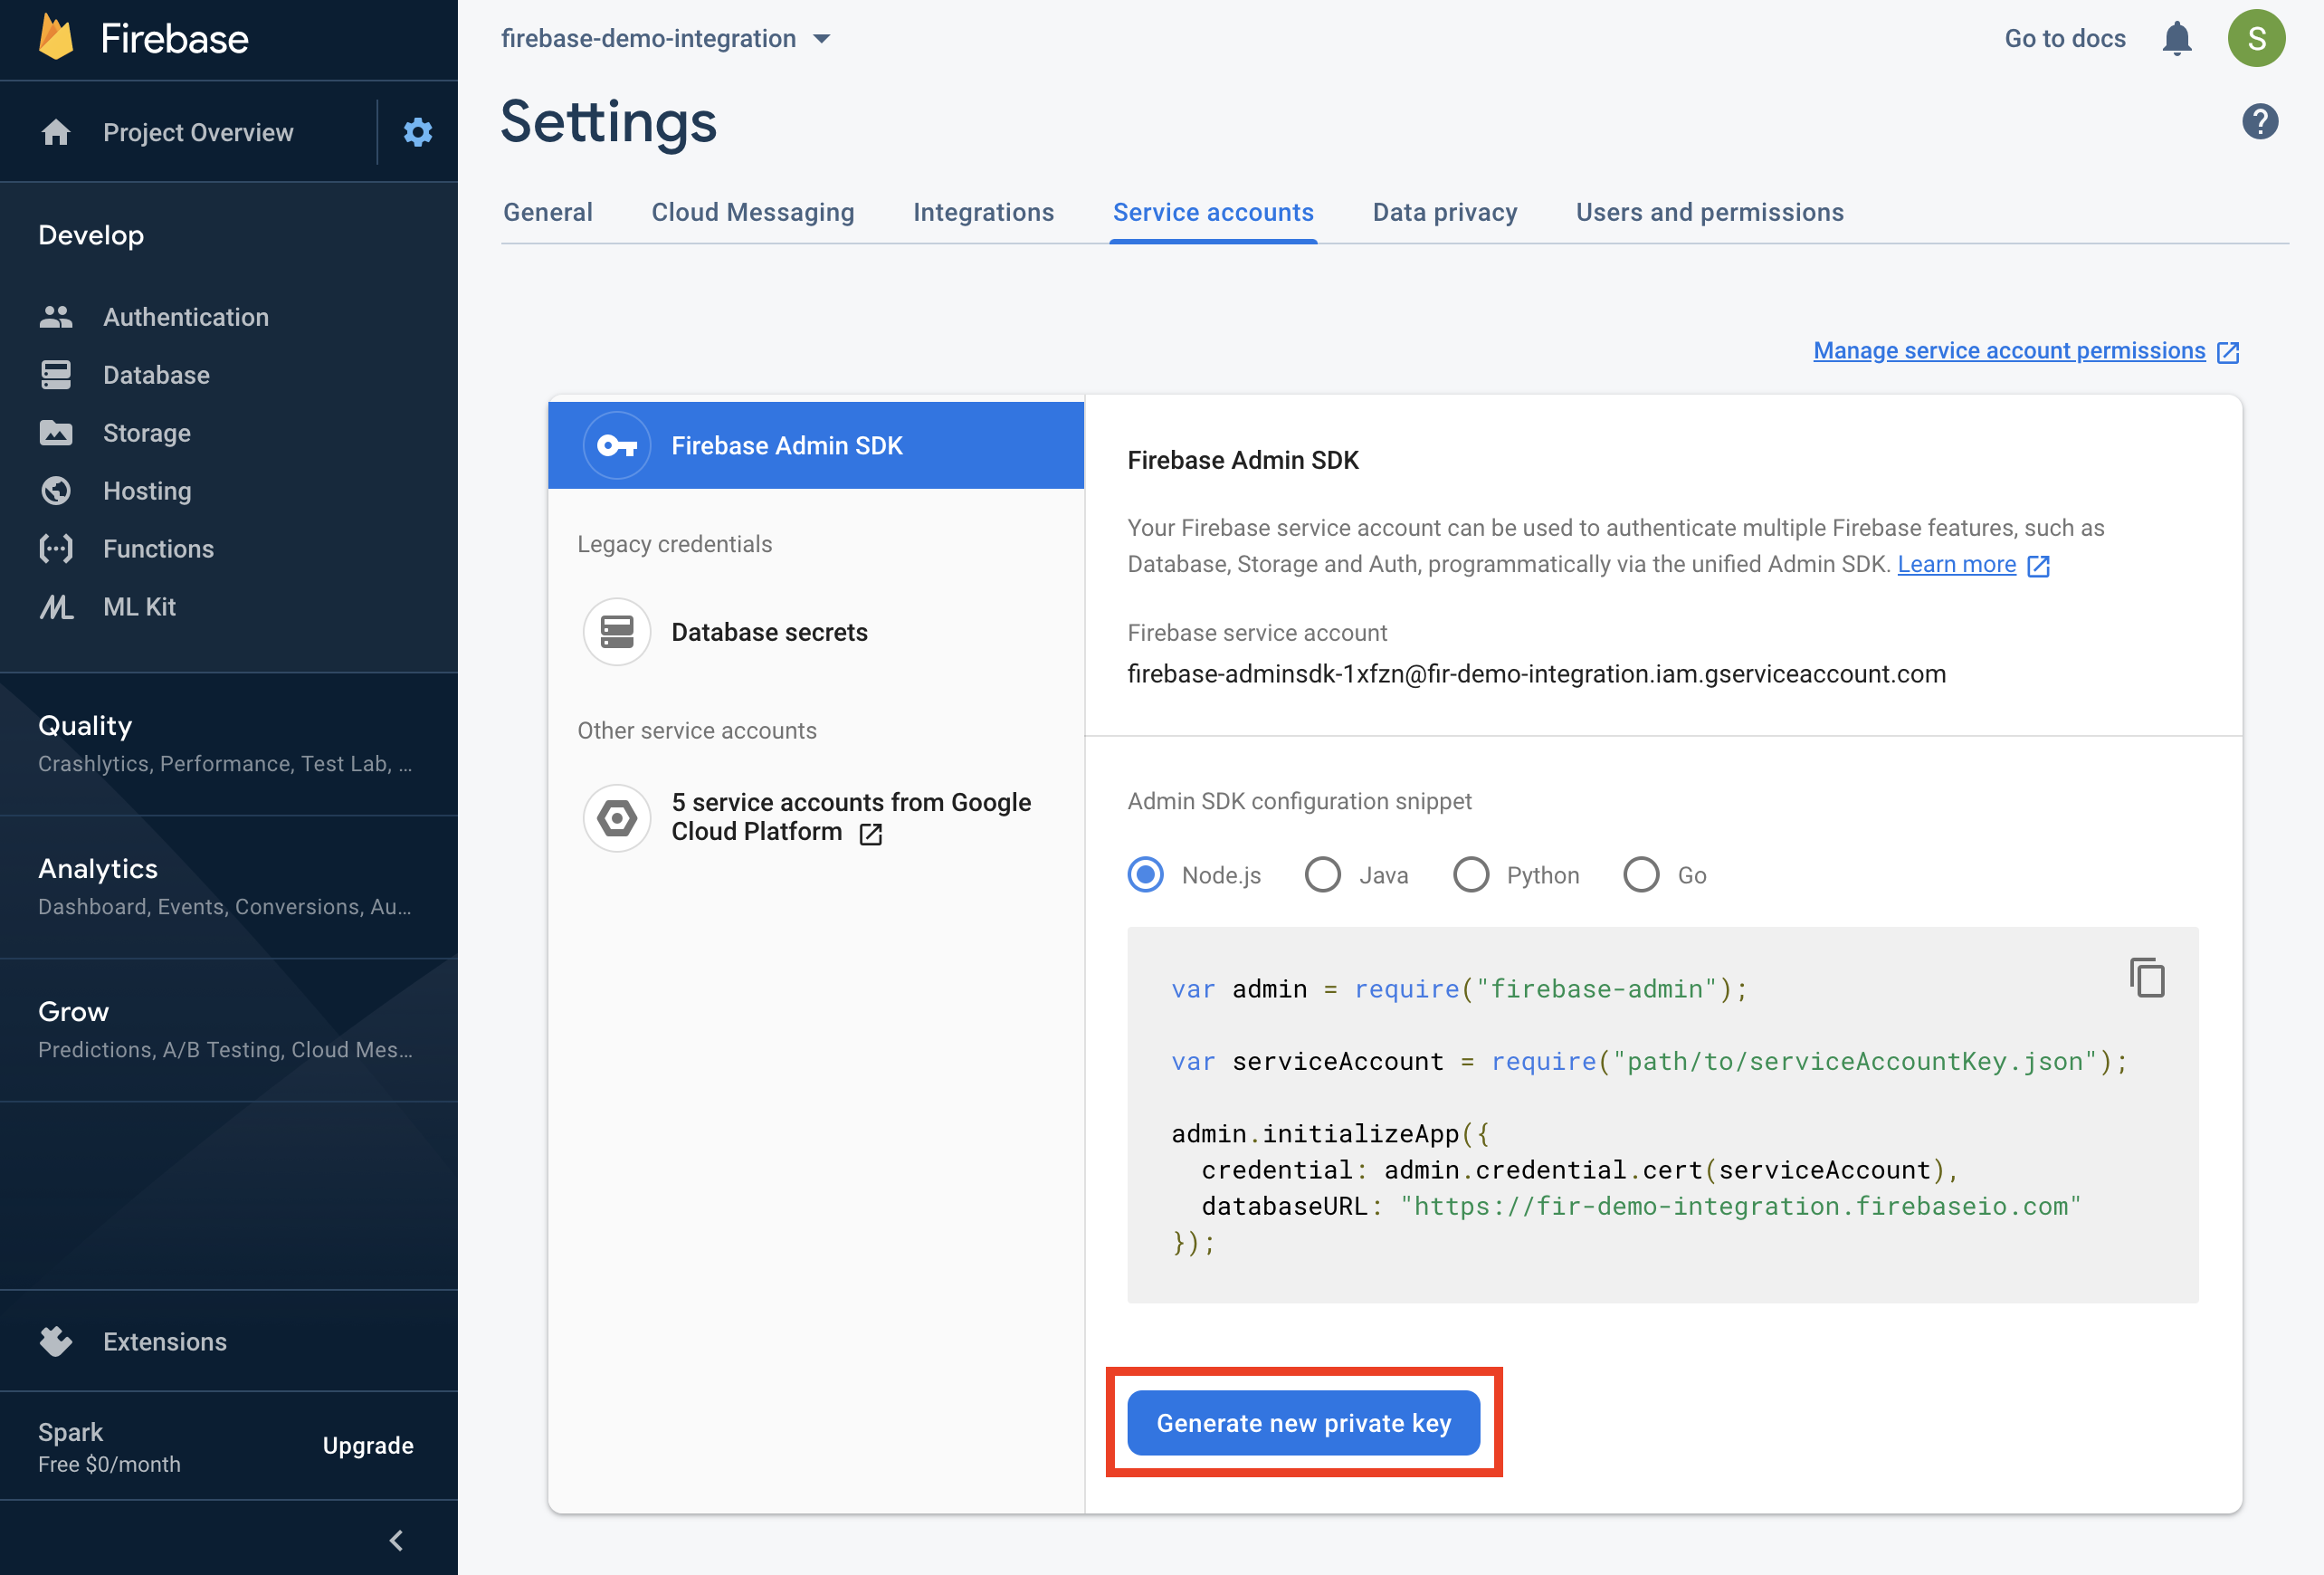 Firebase
Project Overview
Develop
Authentication
Database
Storage
Hosting
Functions
ML Kit
Quality
Crashlytics, Performance, Test Lab, ...
Analytics
Dashboard, Events, Conversions, Au...
Grow
Predictions, A/B Testing, Cloud Mes...
Extensions
Spark
Free $0/month
Upgrade
firebase-demo-integration
Go to docs
S
Settings
?
General Cloud Messaging Integrations Service accounts Data privacy Users and permissions
Manage service account permissions
Firebase Admin SDK
Legacy credentials
Database secrets
Other service accounts
5 service accounts from Google
Cloud Platform
Firebase Admin SDK
Your Firebase service account can be used to authenticate multiple Firebase features, such as
Database, Storage and Auth, programmatically via the unified Admin SDK. Learn more
Firebase service account
firebase-adminsdk-1xfzn@fir-demo-integration.iam.gserviceaccount.com
Admin SDK configuration snippet
Node.js Java Python Go
var admin = require("firebase-admin");
var serviceAccount = require("path/to/serviceAccountKey.json");
admin.initializeApp({
  credential: admin.credential.cert(serviceAccount),
  databaseURL: "https://fir-demo-integration.firebaseio.com"
});
Generate new private key